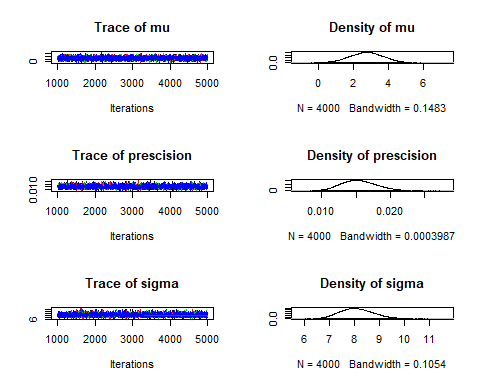 Trace of mu
Density of mu
0
1000 2000 3000 4000 5000
Iterations
0.0
0 2 4 6
N = 4000 Bandwidth = 0.1483
Trace of prescision
Density of prescision
0.010
1000 2000 3000 4000 5000
Iterations
0
0.010 0.020
N = 4000 Bandwidth = 0.0003987
Trace of sigma
Density of sigma
6
1000 2000 3000 4000 5000
Iterations
0.0
6 7 8 9 10 11
N = 4000 Bandwidth = 0.1054